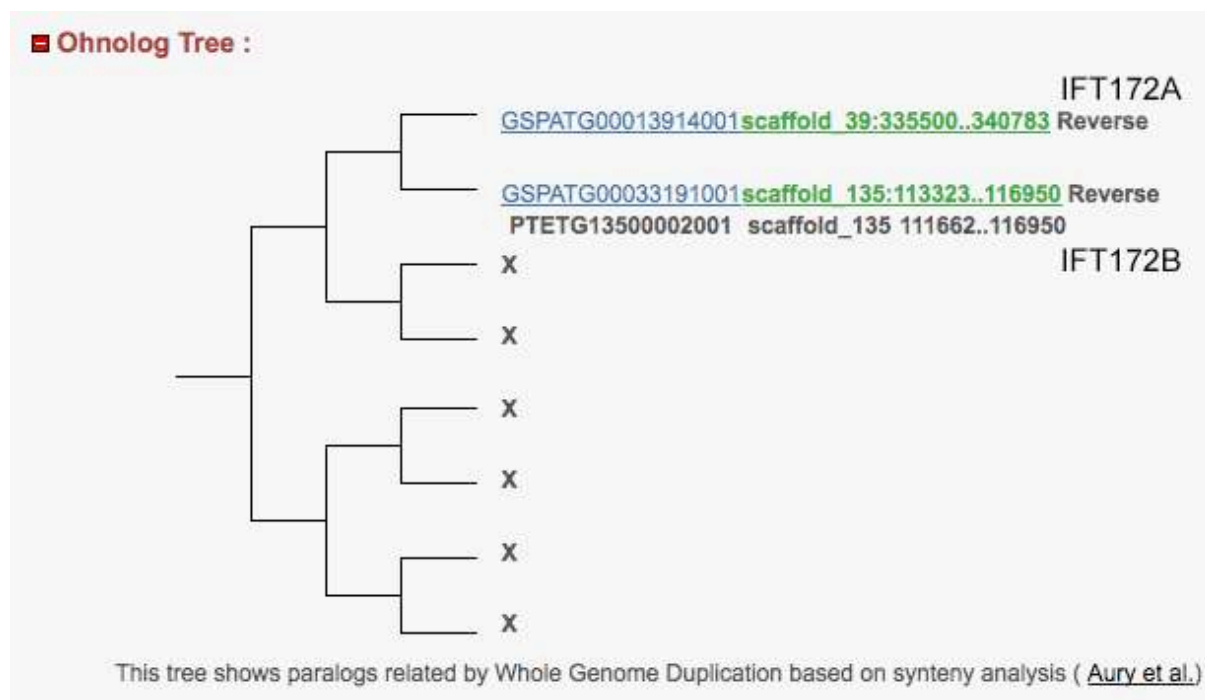 Ohnolog Tree :
IFT172A
GSPATG00013914001scaffold_39:335500..340783 Reverse
GSPATG00033191001scaffold_135:113323..116950 Reverse
PTETG13500002001 scaffold_135 111662..116950
X
IFT172B
X
X
X
X
X
This tree shows paralogs related by Whole Genome Duplication based on synteny analysis ( Aury et al.)